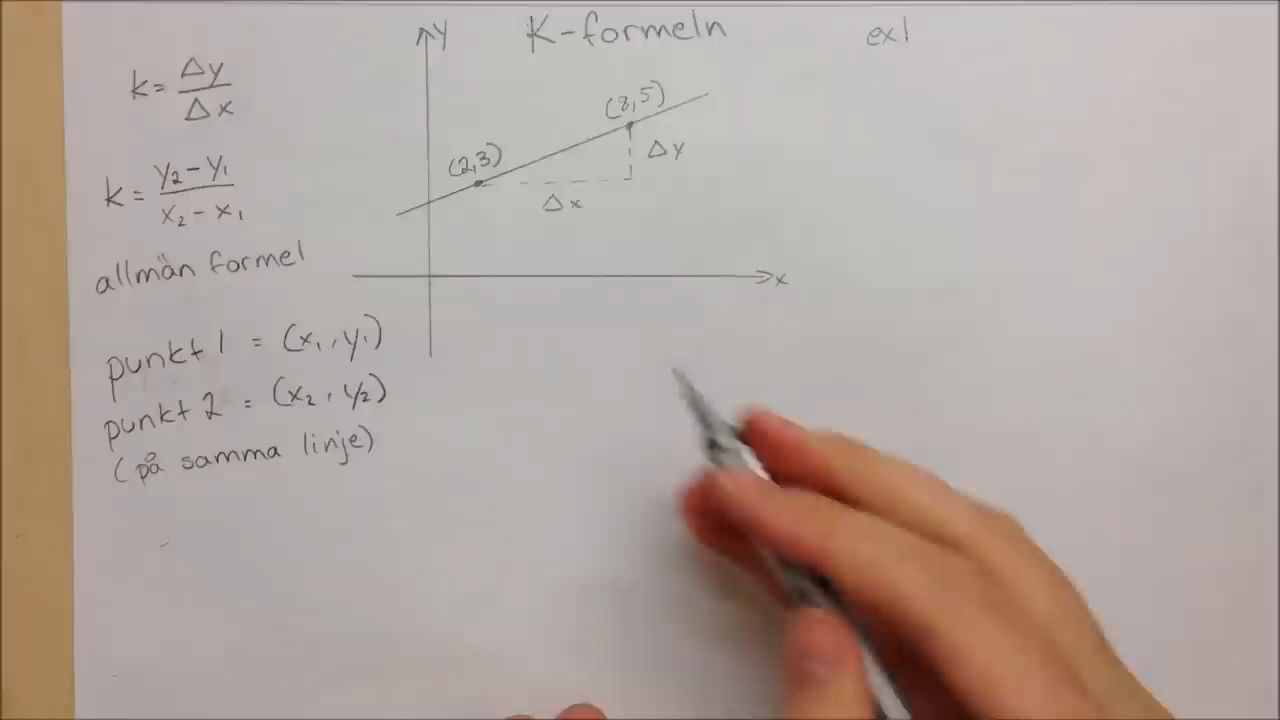 K-formeln
ex1
k = Δy/Δx
k = y₂ - y₁ / x₂ - x₁
allmän formel
punkt 1 = (x₁, y₁)
punkt 2 = (x₂, y₂)
(på samma linje)
y
(8,5)
(2,3)
Δy
Δx
x